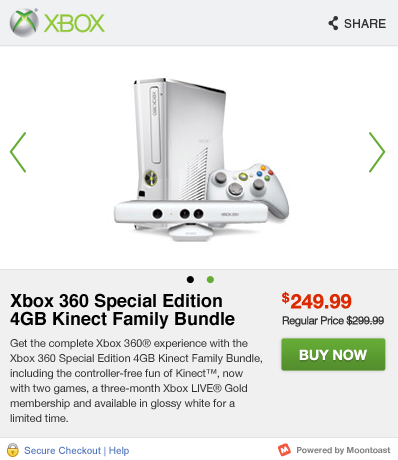 XBOX
SHARE
XBOX 360
Xbox 360 Special Edition
4GB Kinect Family Bundle
$249.99
Regular Price $299.99
BUY NOW
Get the complete Xbox 360® experience with the
Xbox 360 Special Edition 4GB Kinect Family Bundle,
including the controller-free fun of Kinect™, now
with two games, a three-month Xbox LIVE® Gold
membership and available in glossy white for a
limited time.
Secure Checkout | Help
Powered by Moontoast